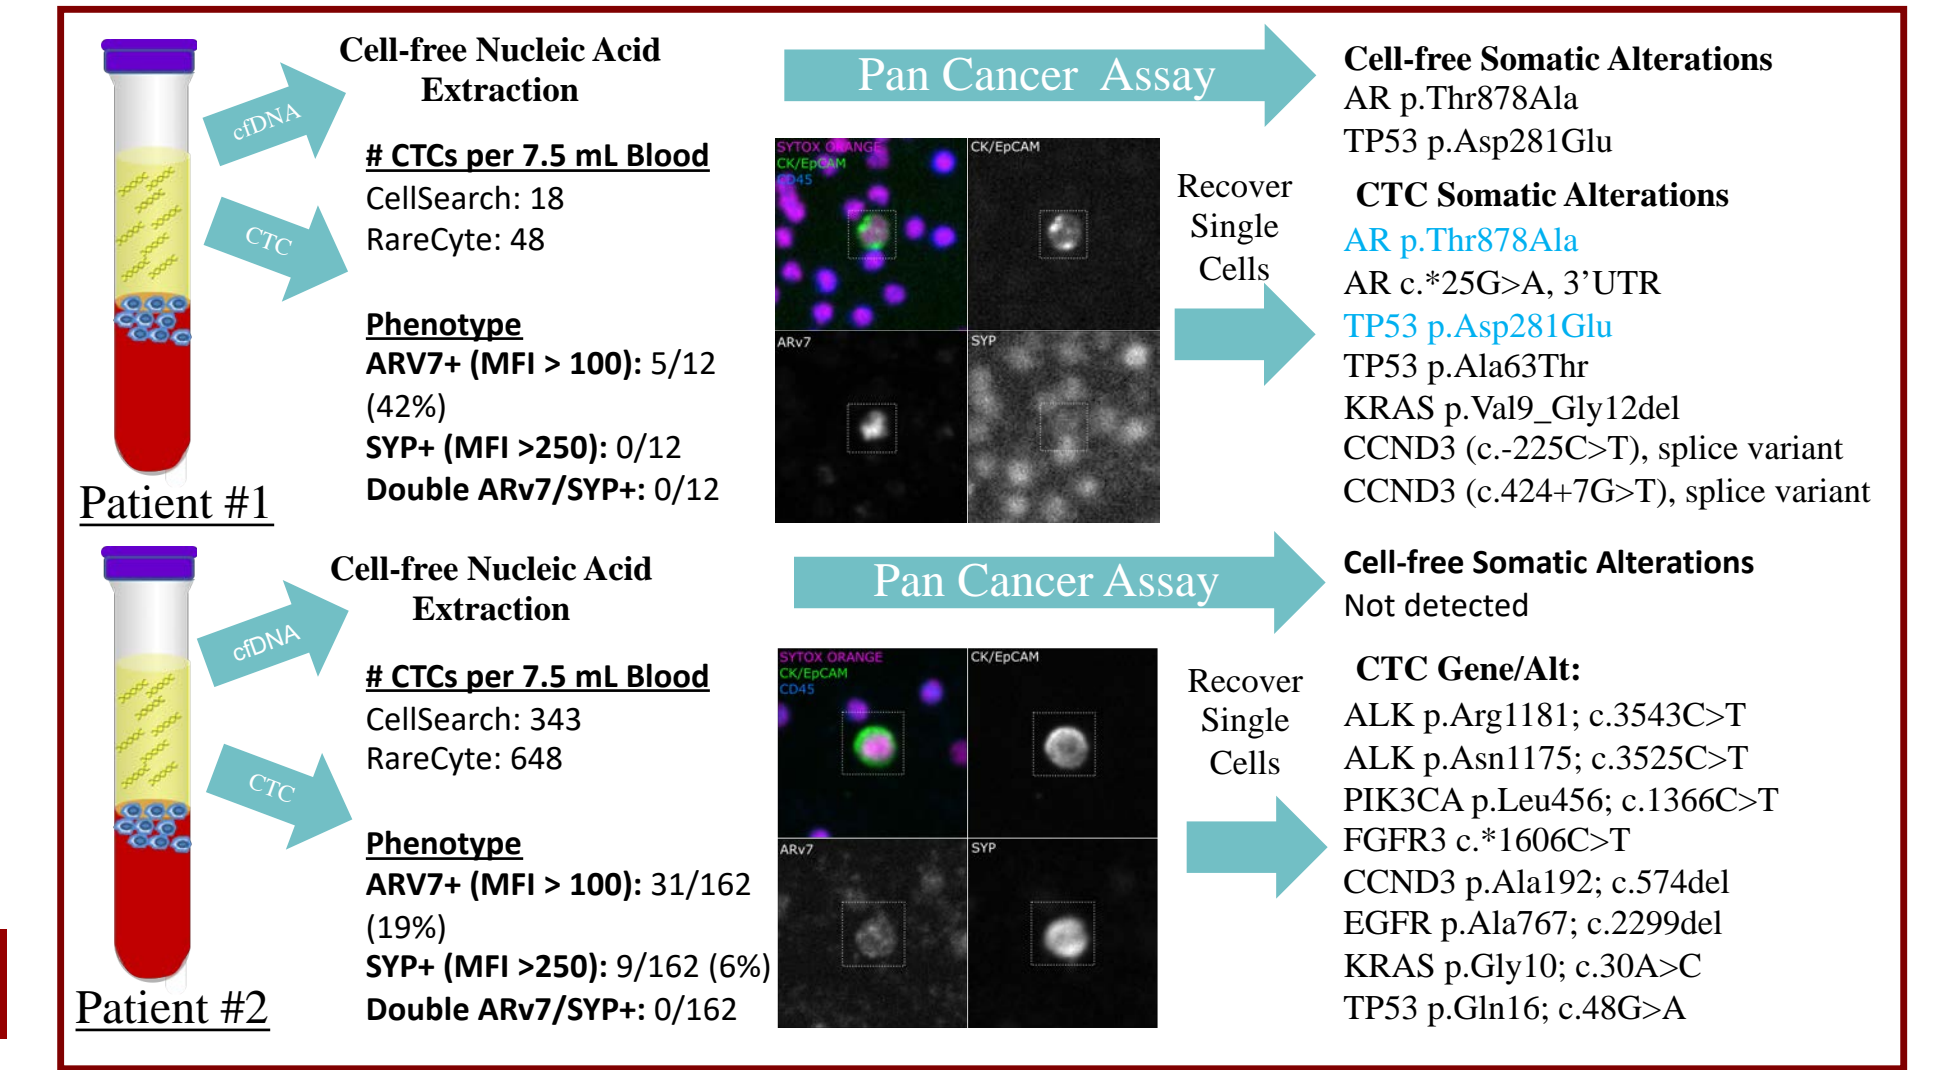 Cell-free Nucleic Acid
Extraction
cfDNA
# CTCs per 7.5 mL Blood
CellSearch: 18
RareCyte: 48
CTC
Phenotype
ARV7+ (MFI > 100): 5/12
(42%)
SYP+ (MFI >250): 0/12
Double ARv7/SYP+: 0/12
Patient #1
Pan Cancer Assay
SYTOX ORANGE
CK/EpCAM
CD45
CK/EpCAM
ARv7
SYP
Recover
Single
Cells
Cell-free Somatic Alterations
AR p.Thr878Ala
TP53 p.Asp281Glu
CTC Somatic Alterations
AR p.Thr878Ala
AR c.*25G>A, 3’UTR
TP53 p.Asp281Glu
TP53 p.Ala63Thr
KRAS p.Val9_Gly12del
CCND3 (c.-225C>T), splice variant
CCND3 (c.424+7G>T), splice variant
Cell-free Nucleic Acid
Extraction
cfDNA
# CTCs per 7.5 mL Blood
CellSearch: 343
RareCyte: 648
CTC
Phenotype
ARV7+ (MFI > 100): 31/162
(19%)
SYP+ (MFI >250): 9/162 (6%)
Double ARv7/SYP+: 0/162
Patient #2
Pan Cancer Assay
SYTOX ORANGE
CK/EpCAM
CD45
CK/EpCAM
ARv7
SYP
Recover
Single
Cells
Cell-free Somatic Alterations
Not detected
CTC Gene/Alt:
ALK p.Arg1181; c.3543C>T
ALK p.Asn1175; c.3525C>T
PIK3CA p.Leu456; c.1366C>T
FGFR3 c.*1606C>T
CCND3 p.Ala192; c.574del
EGFR p.Ala767; c.2299del
KRAS p.Gly10; c.30A>C
TP53 p.Gln16; c.48G>A